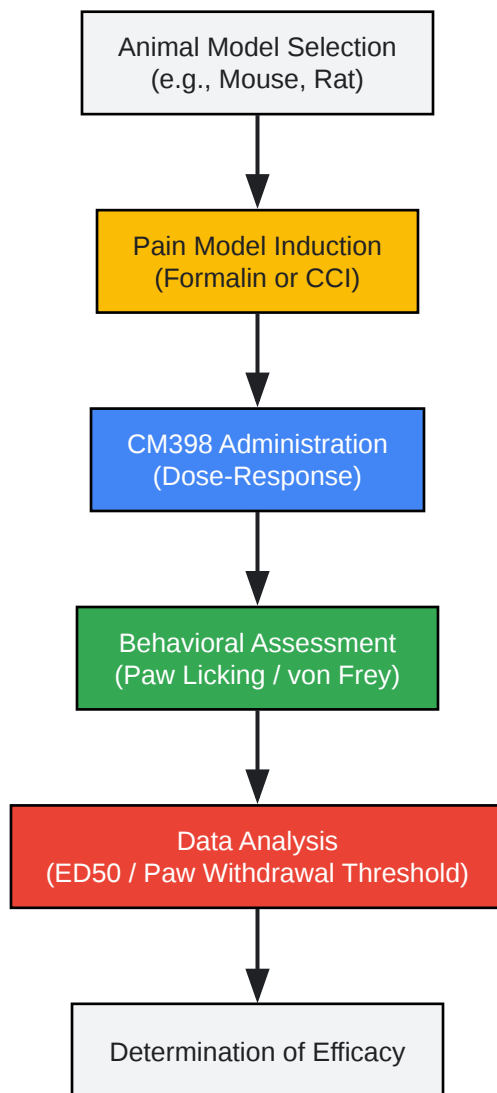 Animal Model Selection
(e.g., Mouse, Rat)
Pain Model Induction
(Formalin or CCI)
CM398 Administration
(Dose-Response)
Behavioral Assessment
(Paw Licking / von Frey)
Data Analysis
(ED50 / Paw Withdrawal Threshold)
Determination of Efficacy